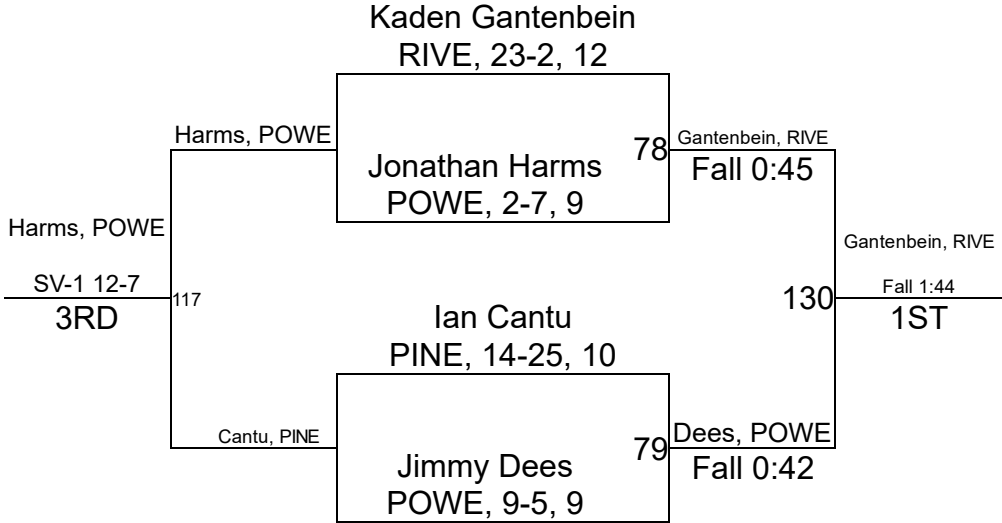 Kaden Gantenbein
RIVE, 23-2, 12
Harms, POWE
Jonathan Harms
POWE, 2-7, 9
78
Gantenbein, RIVE
Fall 0:45
Harms, POWE
SV-1 12-7
3RD
117
Gantenbein, RIVE
130
Fall 1:44
1ST
Ian Cantu
PINE, 14-25, 10
Cantu, PINE
Jimmy Dees
POWE, 9-5, 9
79
Dees, POWE
Fall 0:42